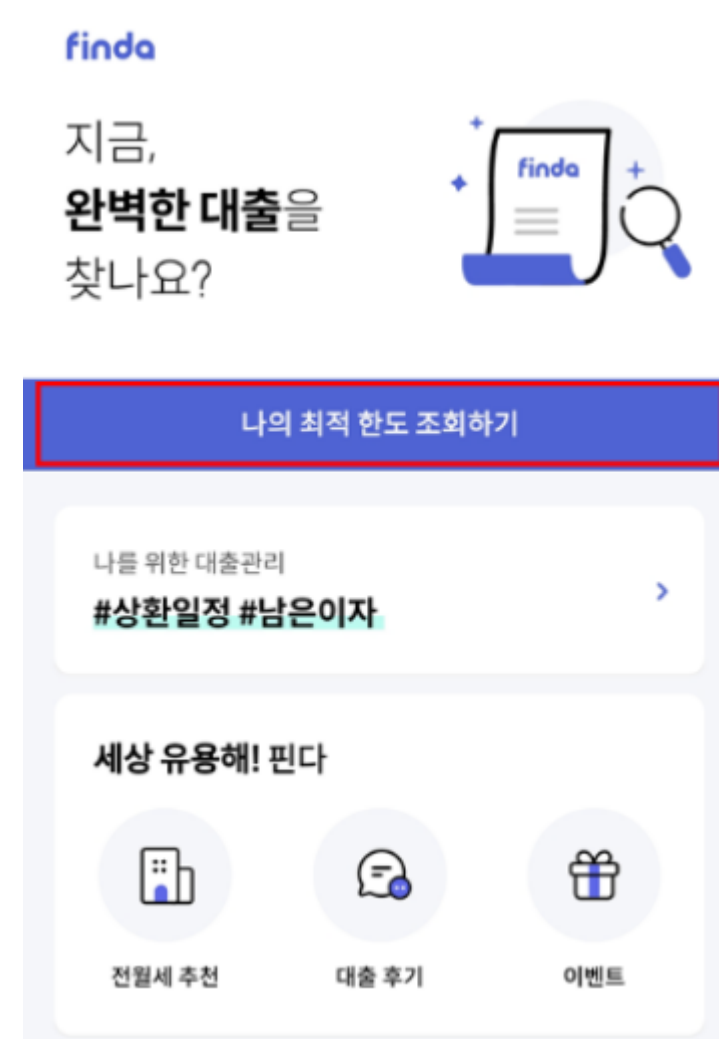 finda
지금,
완벽한 대출을
찾나요?
finda
나의 최적 한도 조회하기
나를 위한 대출관리
#상환일정 #남은이자
세상 유용해! 핀다
전월세 추천
대출 후기
이벤트